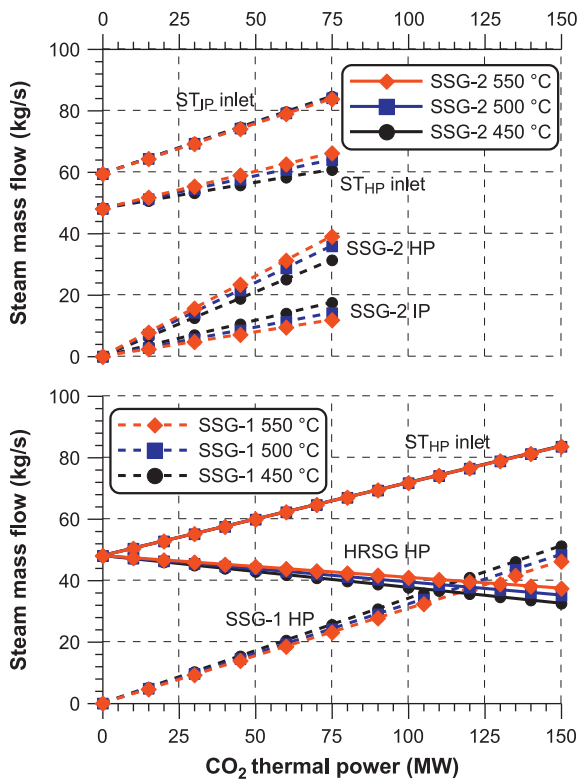 0 25 50 75 100 125 150
100
80
60
40
20
0
Steam mass flow (kg/s)
SSG-2 550 °C
SSG-2 500 °C
SSG-2 450 °C
ST_IP inlet
ST_HP inlet
SSG-2 HP
SSG-2 IP
100
80
60
40
20
0
Steam mass flow (kg/s)
SSG-1 550 °C
SSG-1 500 °C
SSG-1 450 °C
ST_HP inlet
HRSG HP
SSG-1 HP
0 25 50 75 100 125 150
CO₂ thermal power (MW)